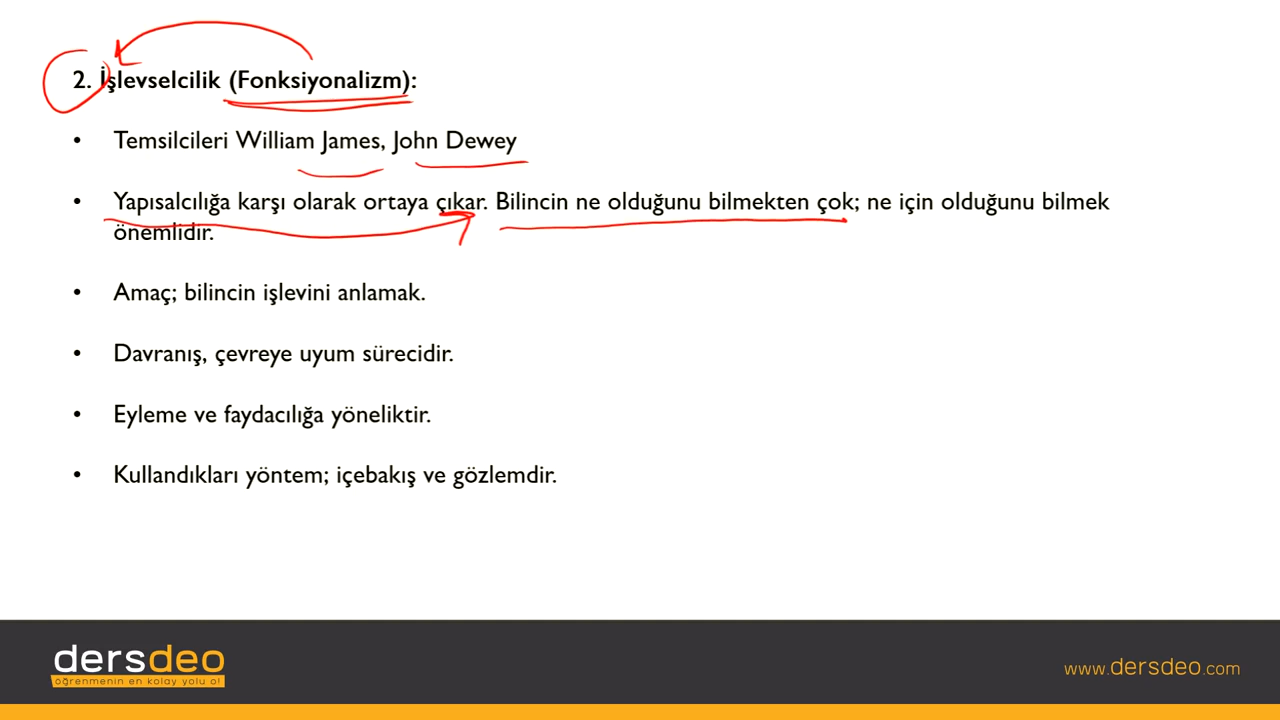 2. İşlevselcilik (Fonksiyonalizm):
• Temsilcileri William James, John Dewey
• Yapısalcılığa karşı olarak ortaya çıkar. Bilincin ne olduğunu bilmekten çok; ne için olduğunu bilmek
önemlidir.
• Amaç; bilincin işlevini anlamak.
• Davranış, çevreye uyum sürecidir.
• Eyleme ve faydacılığa yöneliktir.
• Kullandıkları yöntem; içebakış ve gözlemdir.
dersdeo
öğrenmenin en kolay yolu o!
www.dersdeo.com